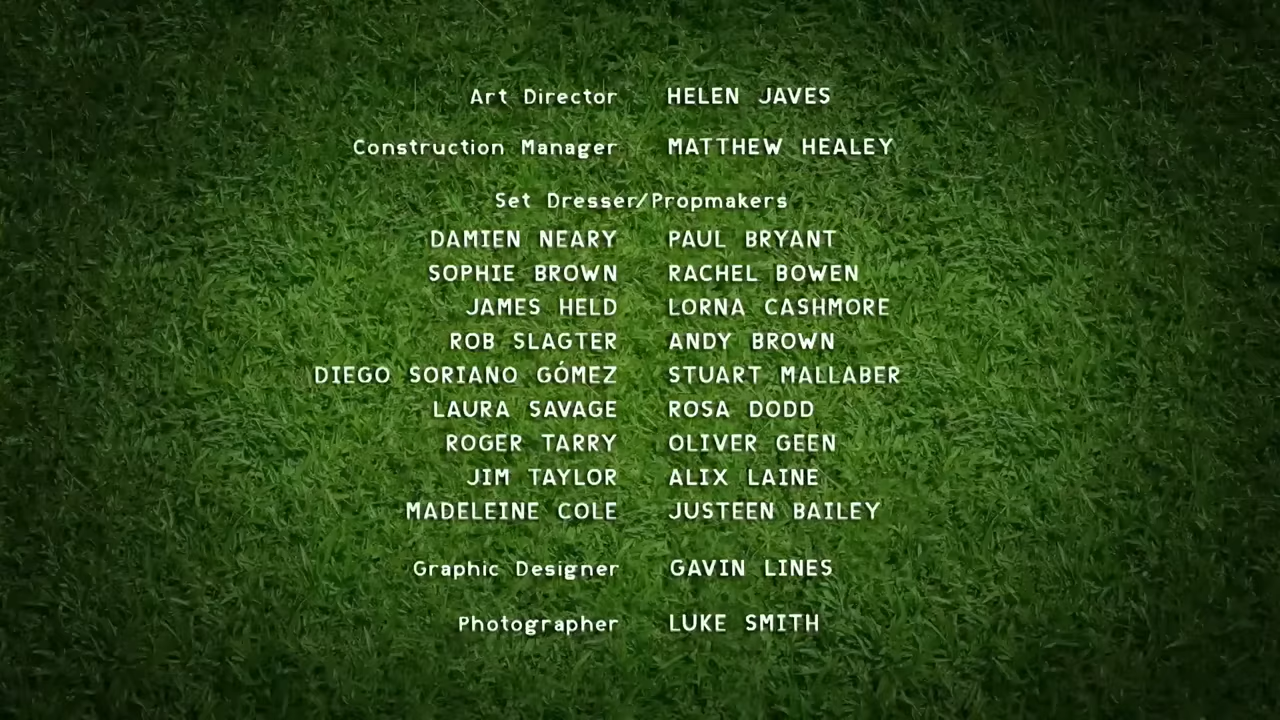 Art Director HELEN JAVES
Construction Manager MATTHEW HEALEY
Set Dresser/Propmakers
DAMIEN NEARY PAUL BRYANT
SOPHIE BROWN RACHEL BOWEN
JAMES HELD LORNA CASHMORE
ROB SLAGTER ANDY BROWN
DIEGO SORIANO GÓMEZ STUART MALLABER
LAURA SAVAGE ROSA DODD
ROGER TARRY OLIVER GEEN
JIM TAYLOR ALIX LAINE
MADELEINE COLE JUSTEEN BAILEY
Graphic Designer GAVIN LINES
Photographer LUKE SMITH